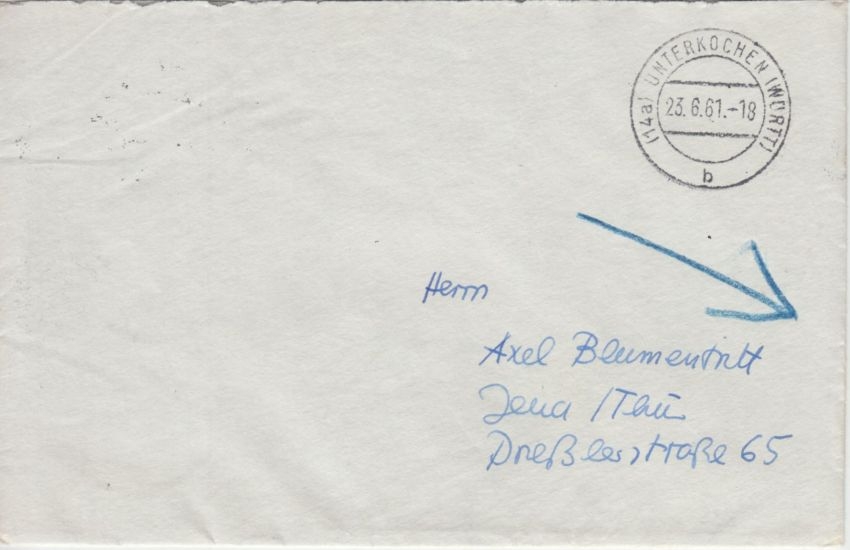 (14a) UNTERKOCHEN (WÜRTT)
23.6.61.-18
b
Herrn
Axel Blumentritt
Jena /Thür
Dreßlerstraße 65